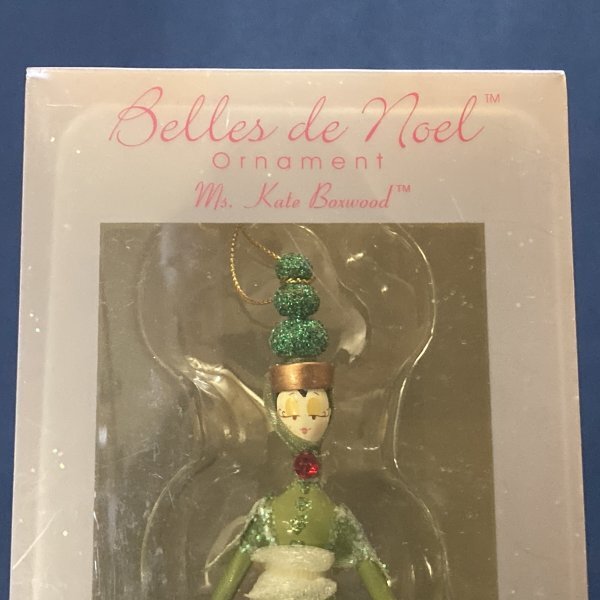 Belles de Noel™
Ornament
Ms. Kate Boxwood™